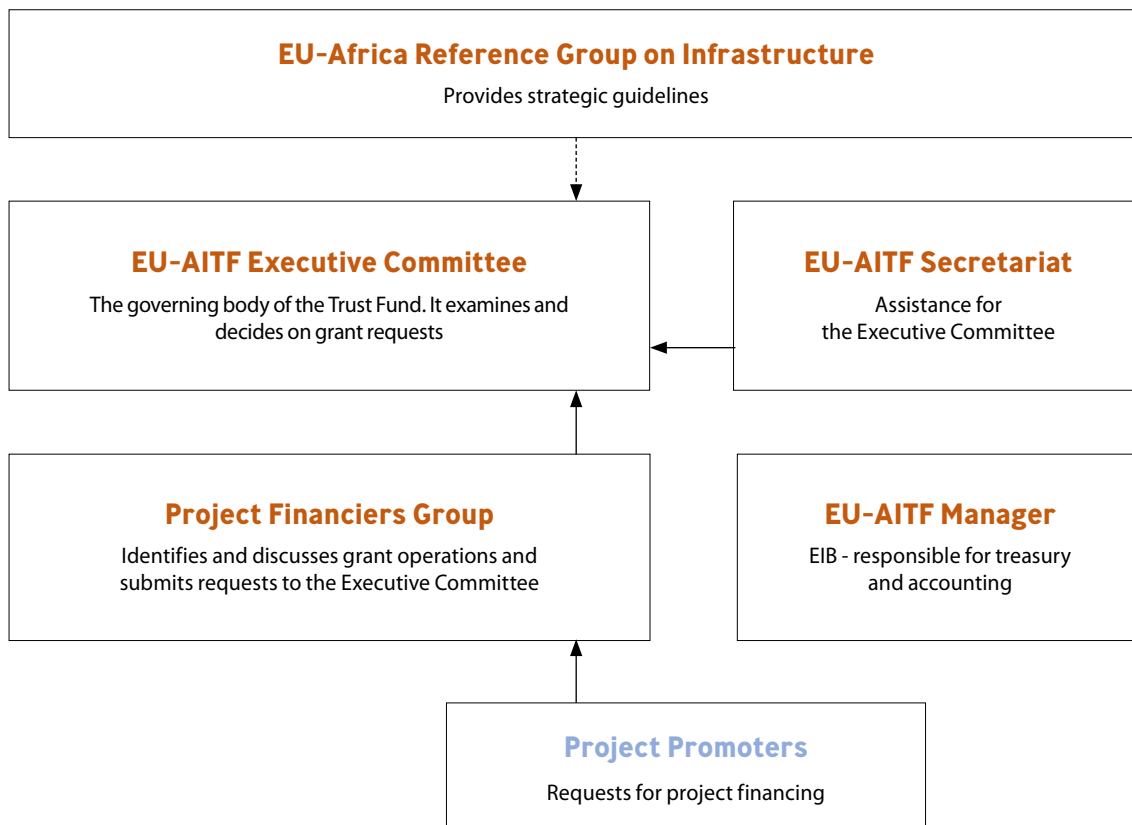 EU-Africa Reference Group on Infrastructure
Provides strategic guidelines
EU-AITF Executive Committee
The governing body of the Trust Fund. It examines and
decides on grant requests
EU-AITF Secretariat
Assistance for
the Executive Committee
Project Financiers Group
Identifies and discusses grant operations and
submits requests to the Executive Committee
EU-AITF Manager
EIB - responsible for treasury
and accounting
Project Promoters
Requests for project financing